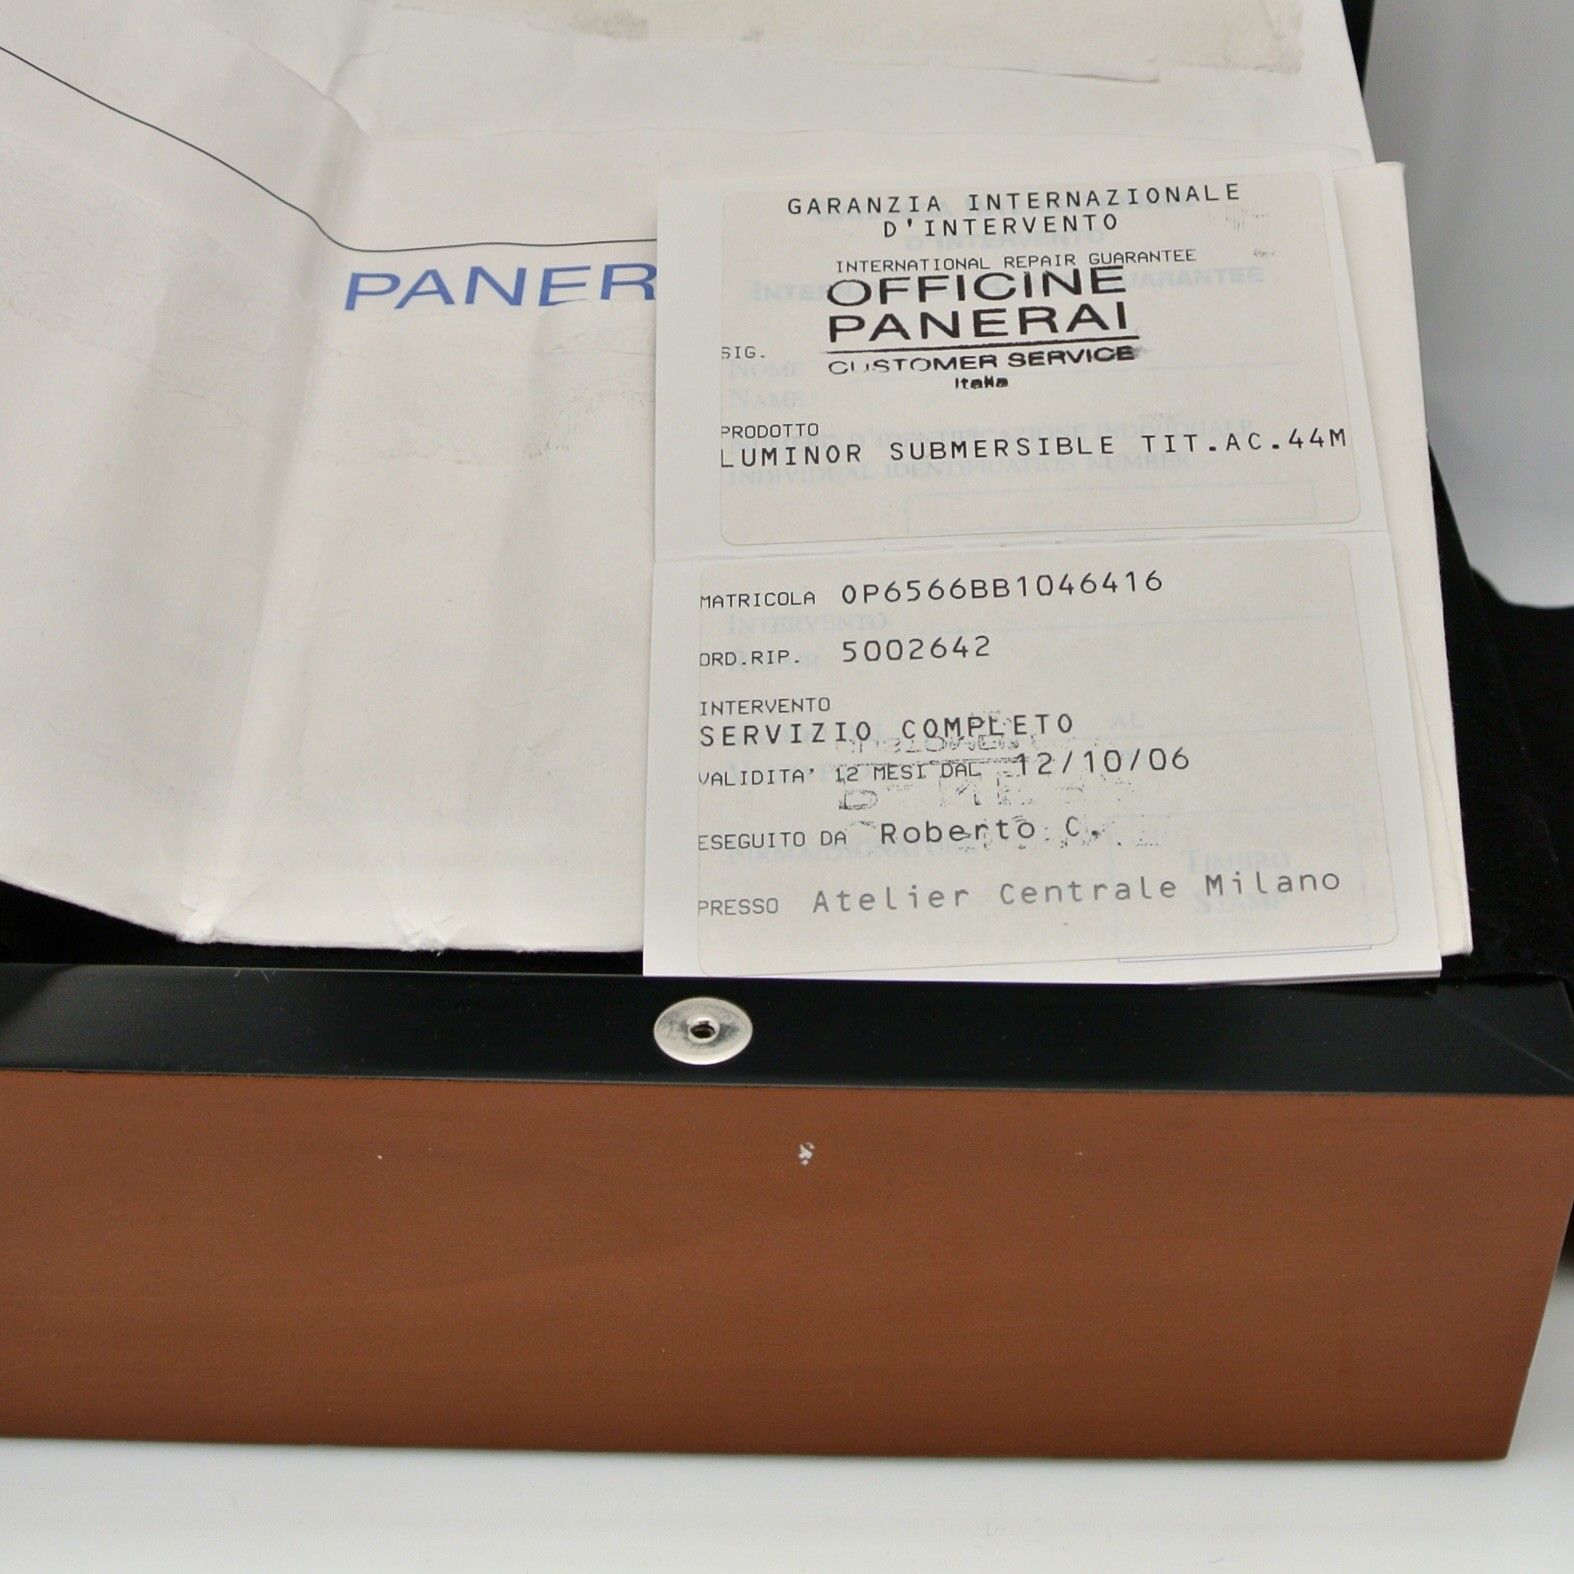 PANER
GARANZIA INTERNAZIONALE
D'INTERVENTO
INTERNATIONAL REPAIR GUARANTEE
OFFICINE
PANERAI
SIG.
CUSTOMER SERVICE
Italia
PRODOTTO
LUMINOR SUBMERSIBLE TIT.AC.44M
MATRICOLA 0P6566BB1046416
ORD.RIP. 5002642
INTERVENTO
SERVIZIO COMPLETO
VALIDITA' 12 MESI DAL 12/10/06
ESEGUITO DA Roberto C.
PRESSO Atelier Centrale Milano